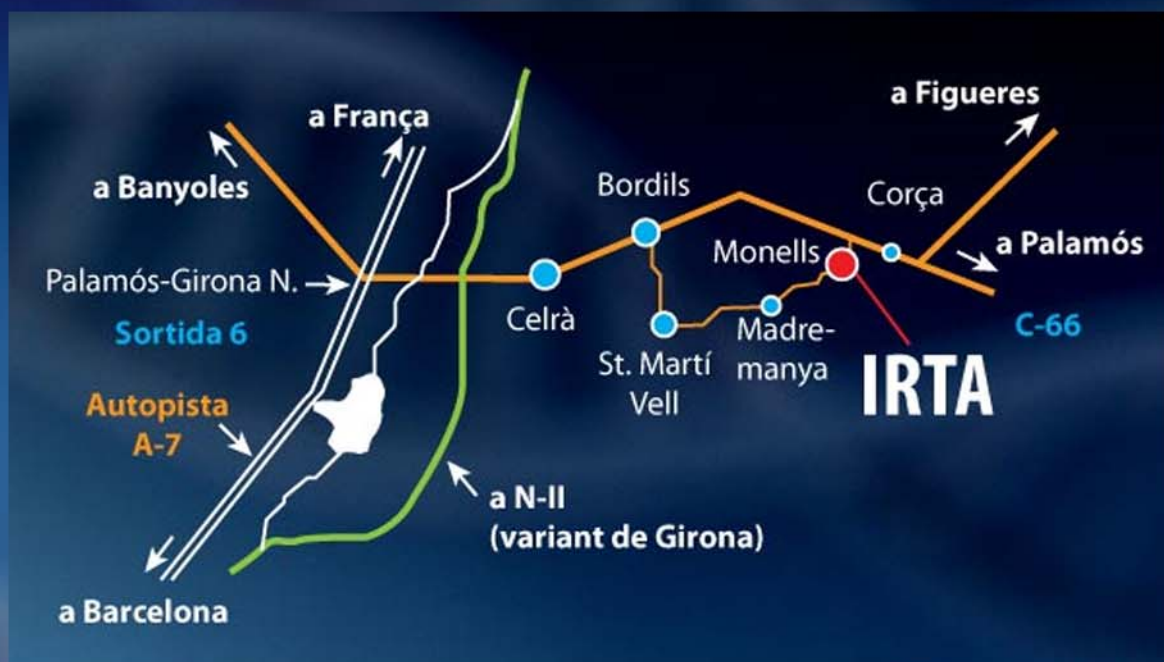 a Figueres
a França
a Banyoles
Bordils
Corça
Monells
a Palamós
Palamós-Girona N.
Sortida 6
Celrà
St. Martí
Vell
Madre-
manya
IRTA
C-66
Autopista
A-7
a N-II
(variant de Girona)
a Barcelona